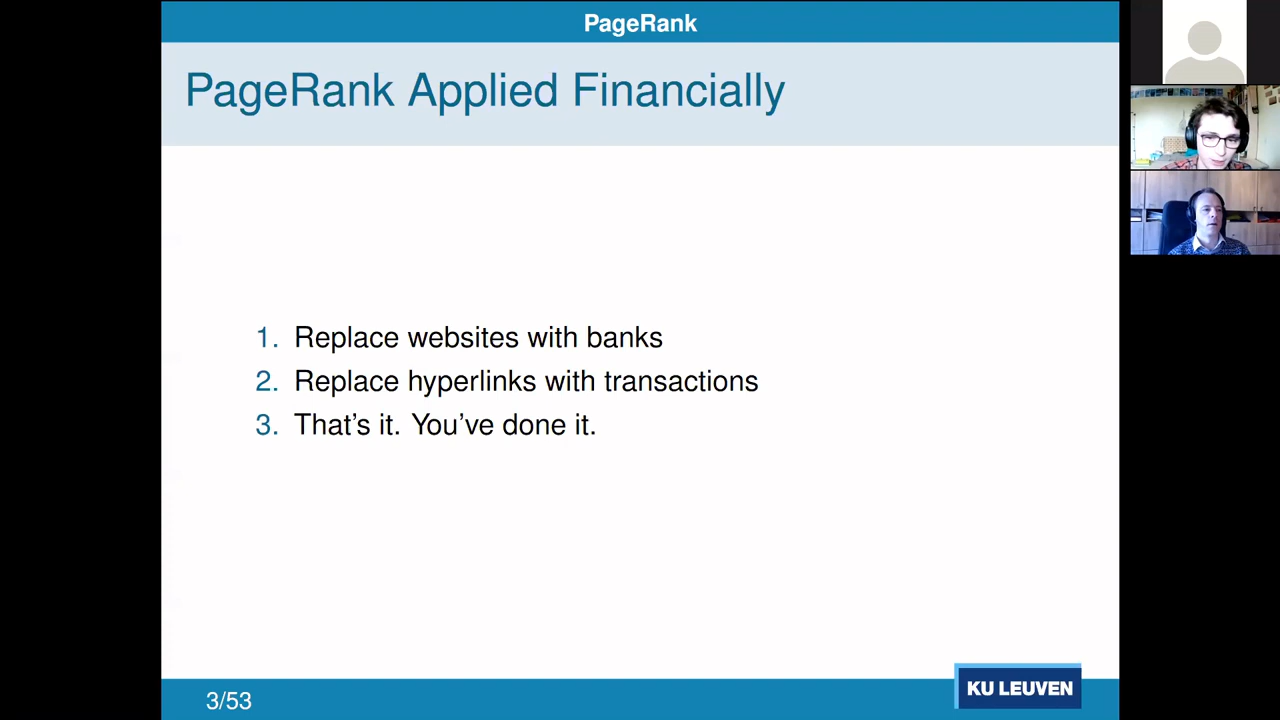 PageRank
PageRank Applied Financially
1. Replace websites with banks
2. Replace hyperlinks with transactions
3. That's it. You've done it.
3/53
KU LEUVEN